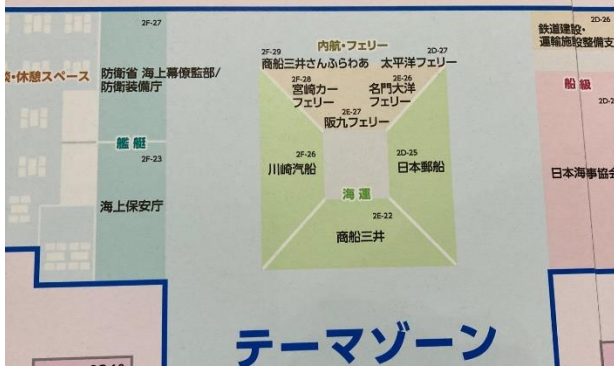 2F-27
防衛省 海上幕僚監部/
防衛装備庁
・休憩スペース
艦艇
2F-23
海上保安庁
内航・フェリー
2F-29
商船三井さんふらわあ
2D-27
太平洋フェリー
2F-28
宮崎カー
フェリー
2E-26
名門大洋
フェリー
2E-27
阪九フェリー
2F-26
川崎汽船
2D-25
日本郵船
海運
2E-22
商船三井
2D-26
鉄道建設・
運輸施設整備支
船級
日本海事協会
テーマゾーン